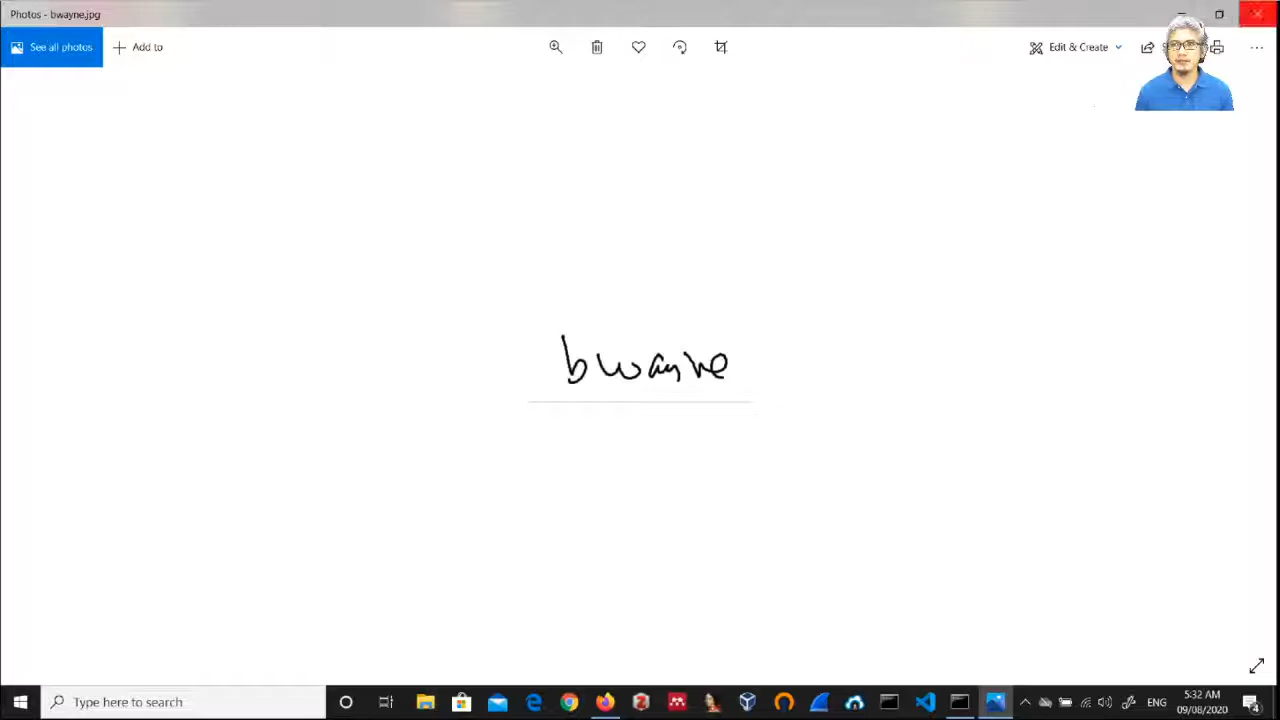 Photos - bwayne.jpg
See all photos
Add to
Edit & Create
bwayne
Type here to search
ENG
5:32 AM
09/08/2020
4